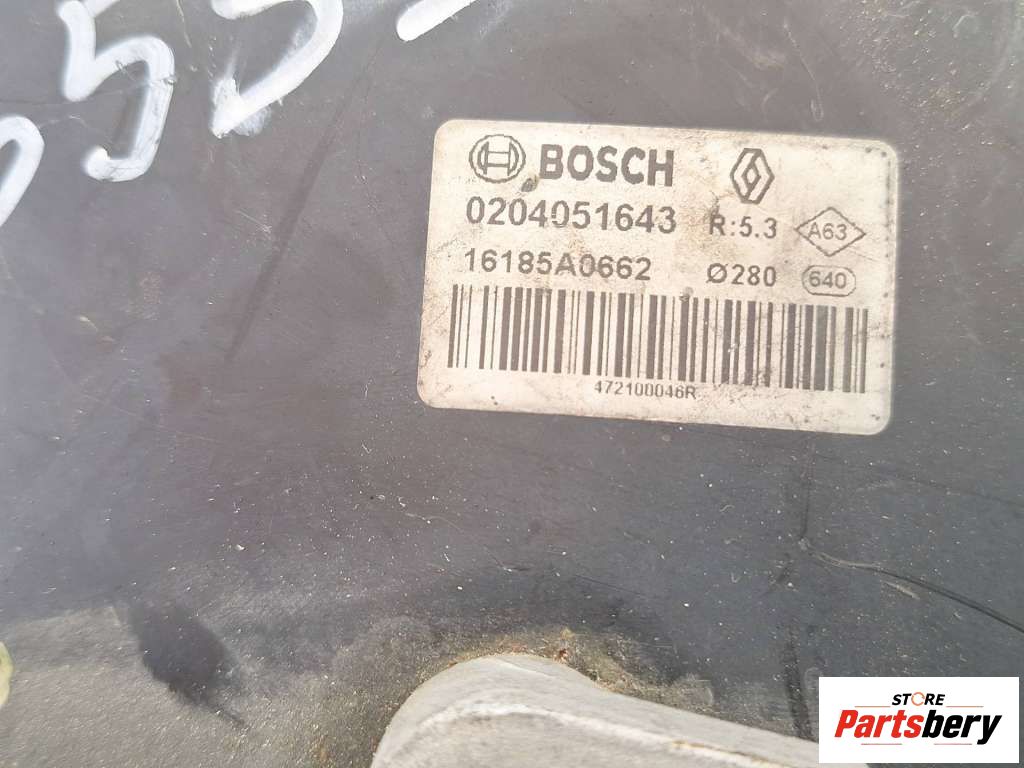 BOSCH
0204051643 R:5.3 A63
16185A0662 Ø280 640
472100046R
STORE
Partsbery